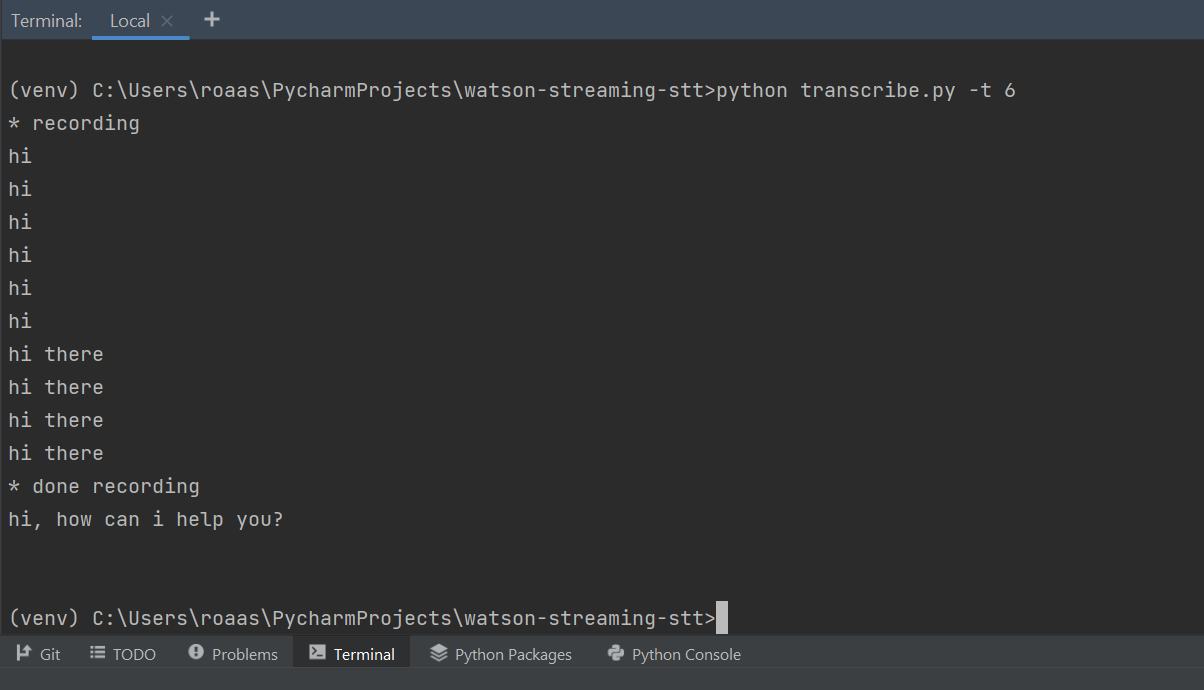 Terminal: Local × +
(venv) C:\Users\roaas\PycharmProjects\watson-streaming-stt>python transcribe.py -t 6
* recording
hi
hi
hi
hi
hi
hi
hi there
hi there
hi there
hi there
* done recording
hi, how can i help you?
(venv) C:\Users\roaas\PycharmProjects\watson-streaming-stt>
Git TODO Problems Terminal Python Packages Python Console